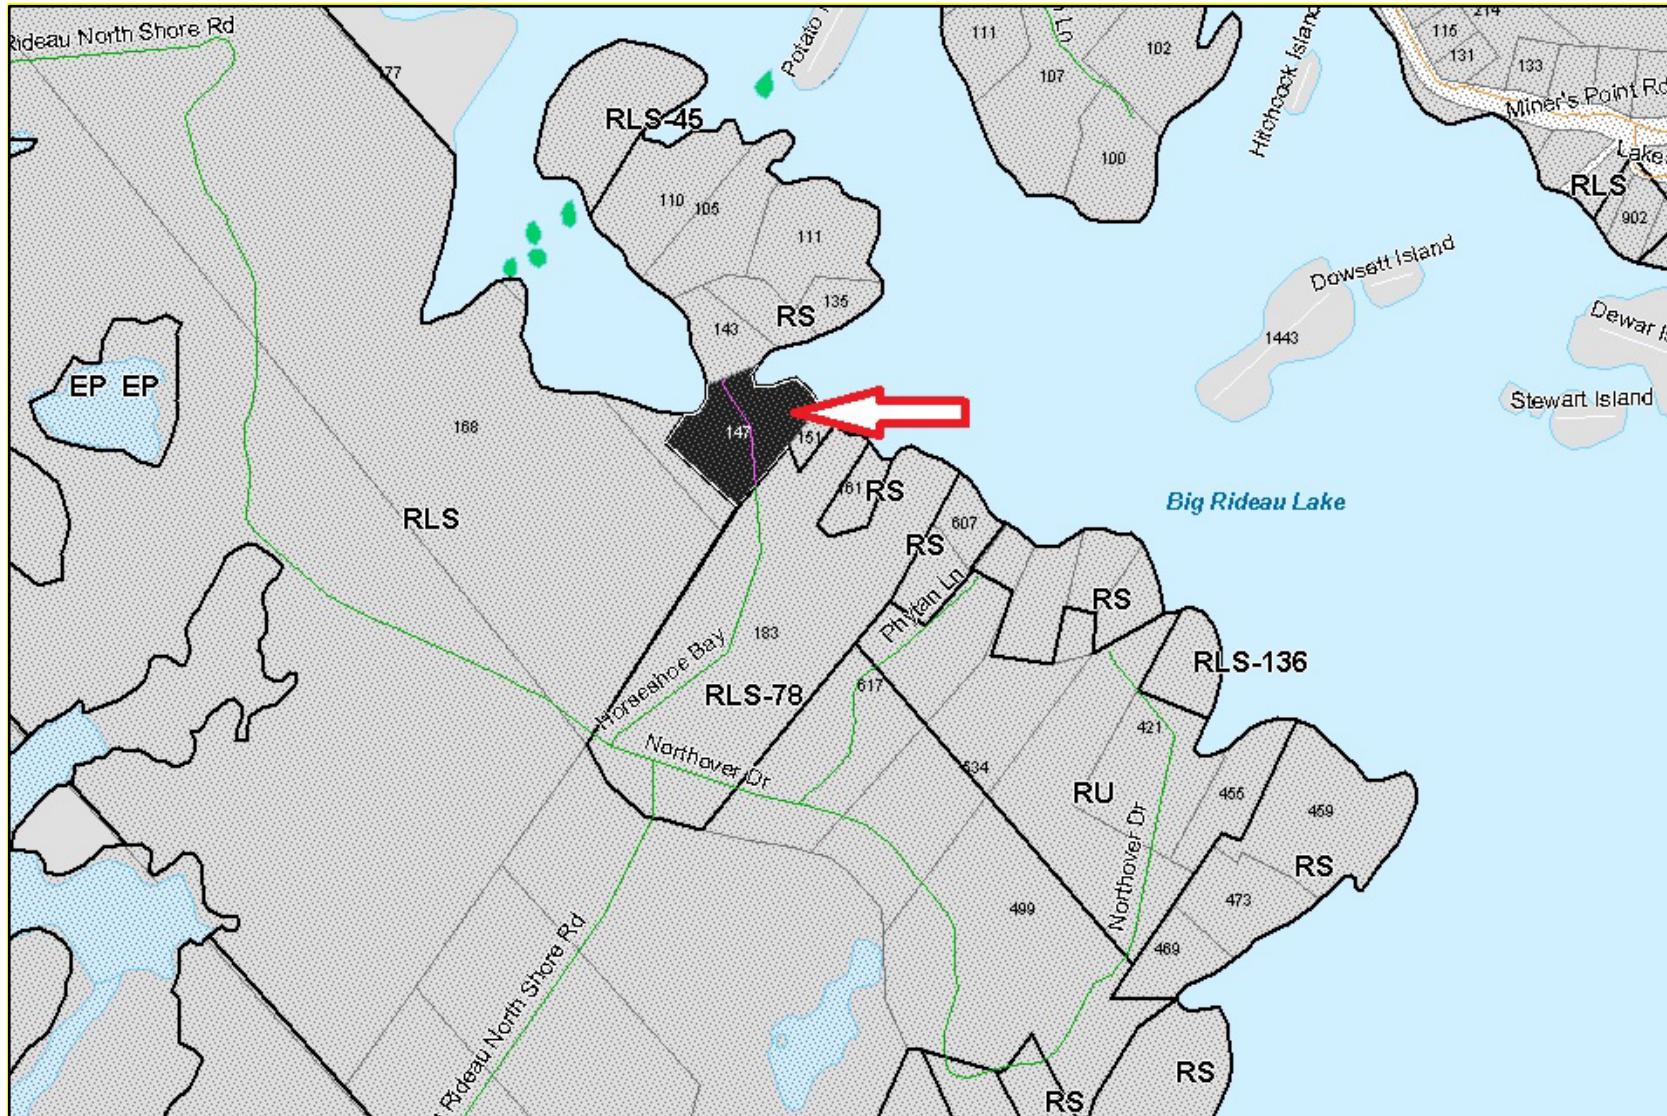 Rideau North Shore Rd
177
RLS-45
Potato
111
Ln
102
107
100
Hitchcock Island
214
115
131
133
Miner's Point Rd
Lake
RLS
902
110
105
111
135
RS
143
Dowsett Island
1443
Dewar
Stewart Island
EP EP
168
147
151
161
RS
RLS
Big Rideau Lake
607
RS
Phytan Ln
RS
183
Horseshoe Bay
RLS-78
617
RLS-136
421
Northover Dr
534
RU
455
459
Northover Dr
RS
473
499
469
Rideau North Shore Rd
RS
RS